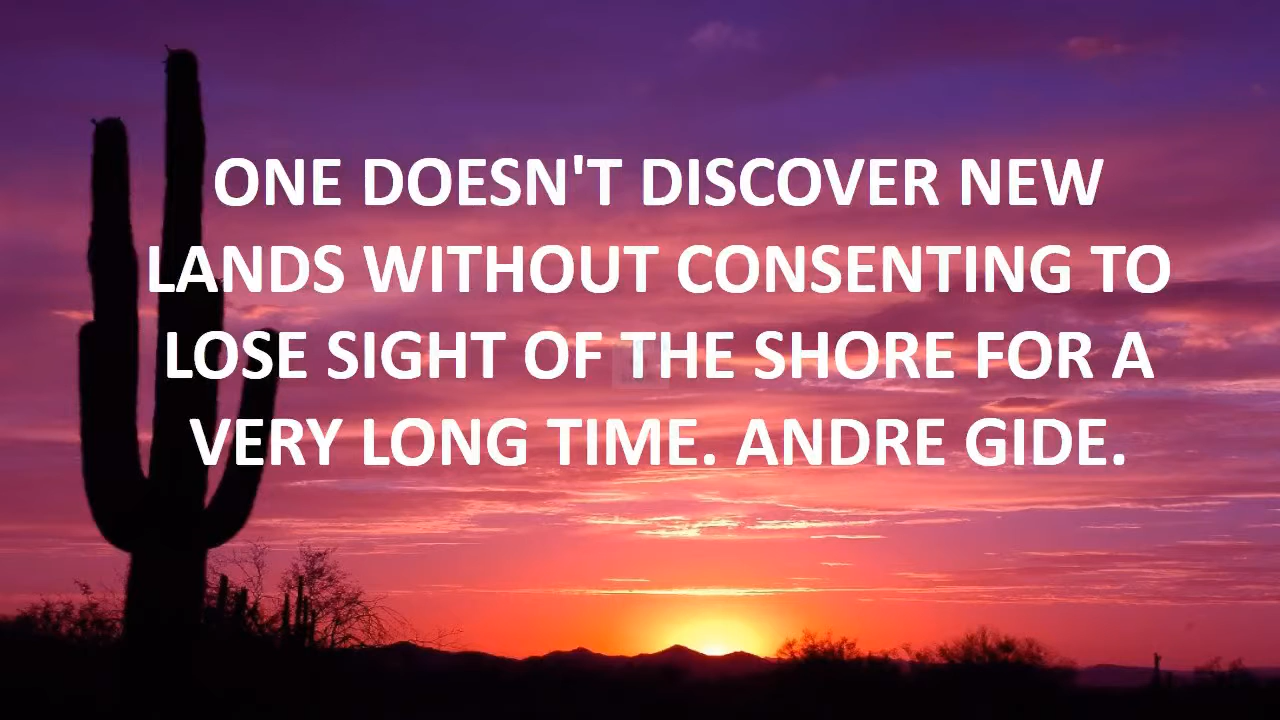 ONE DOESN'T DISCOVER NEW
LANDS WITHOUT CONSENTING TO
LOSE SIGHT OF THE SHORE FOR A
VERY LONG TIME. ANDRE GIDE.